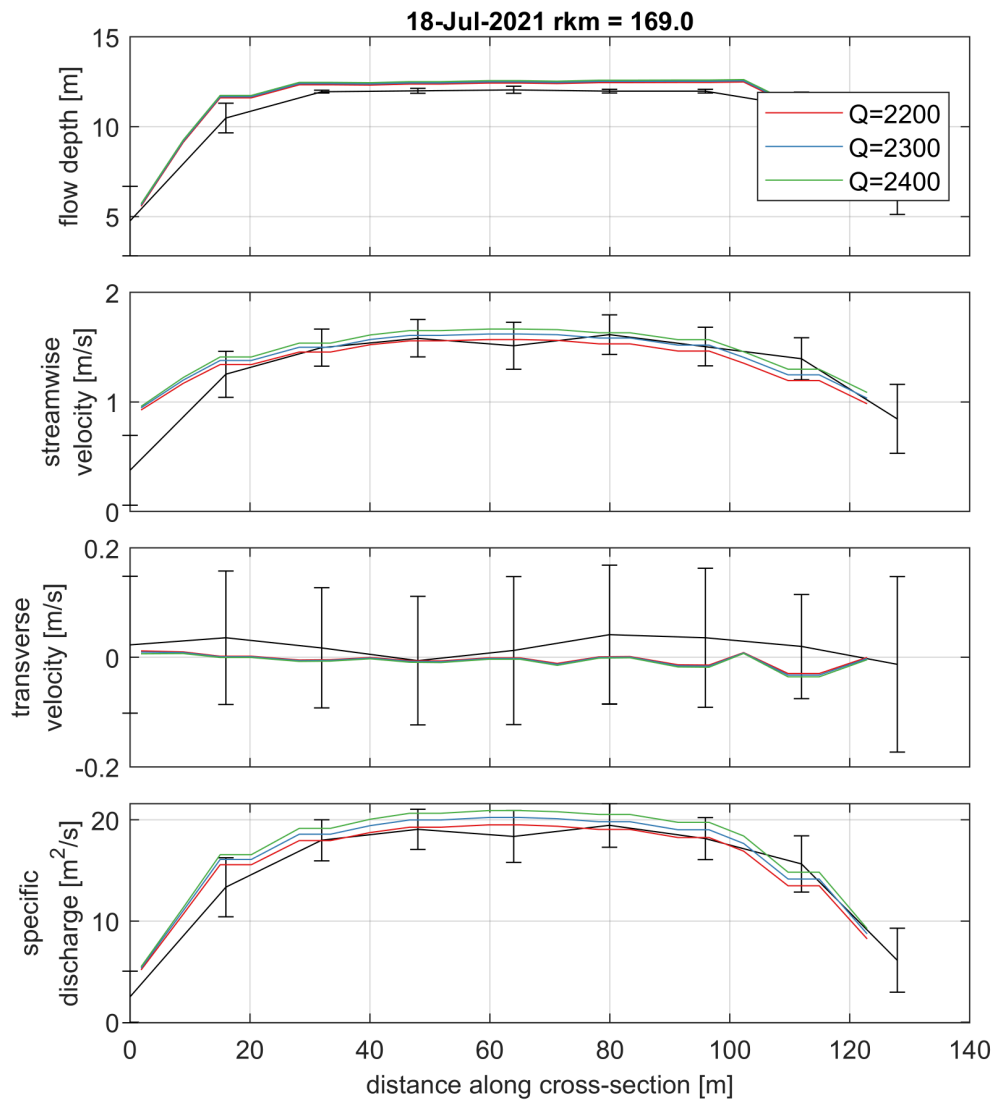 18-Jul-2021 rkm = 169.0
15
10
5
flow depth [m]
Q=2200
Q=2300
Q=2400
2
1
0
streamwise
velocity [m/s]
0.2
0
-0.2
transverse
velocity [m/s]
20
10
0
specific
discharge [m²/s]
0 20 40 60 80 100 120 140
distance along cross-section [m]